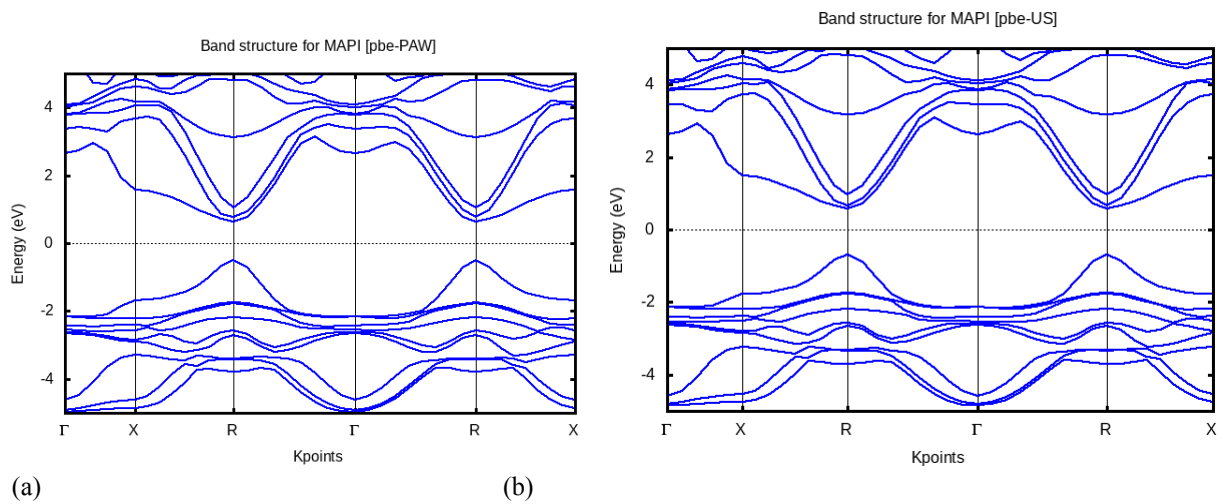 Band structure for MAPI [pbe-PAW]
Energy (eV)
4
2
0
-2
-4
Γ X R Γ R X
Kpoints
(a)
Band structure for MAPI [pbe-US]
Energy (eV)
4
2
0
-2
-4
Γ X R Γ R X
Kpoints
(b)